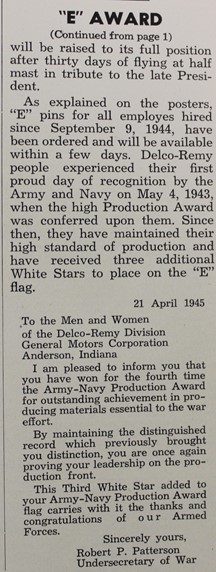 "E" AWARD
(Continued from page 1)
will be raised to its full position
after thirty days of flying at half
mast in tribute to the late Presi-
dent.
As explained on the posters,
"E" pins for all employes hired
since September 9, 1944, have
been ordered and will be available
within a few days. Delco-Remy
people experienced their first
proud day of recognition by the
Army and Navy on May 4, 1943,
when the high Production Award
was conferred upon them. Since
then, they have maintained their
high standard of production and
have received three additional
White Stars to place on the "E"
flag.
21 April 1945
To the Men and Women
of the Delco-Remy Division
General Motors Corporation
Anderson, Indiana
I am pleased to inform you that
you have won for the fourth time
the Army-Navy Production Award
for outstanding achievement in pro-
ducing materials essential to the war
effort.
By maintaining the distinguished
record which previously brought
you distinction, you are once again
proving your leadership on the pro-
duction front.
This Third White Star added to
your Army-Navy Production Award
flag carries with it the thanks and
congratulations of our Armed
Forces.
Sincerely yours,
Robert P. Patterson
Undersecretary of War